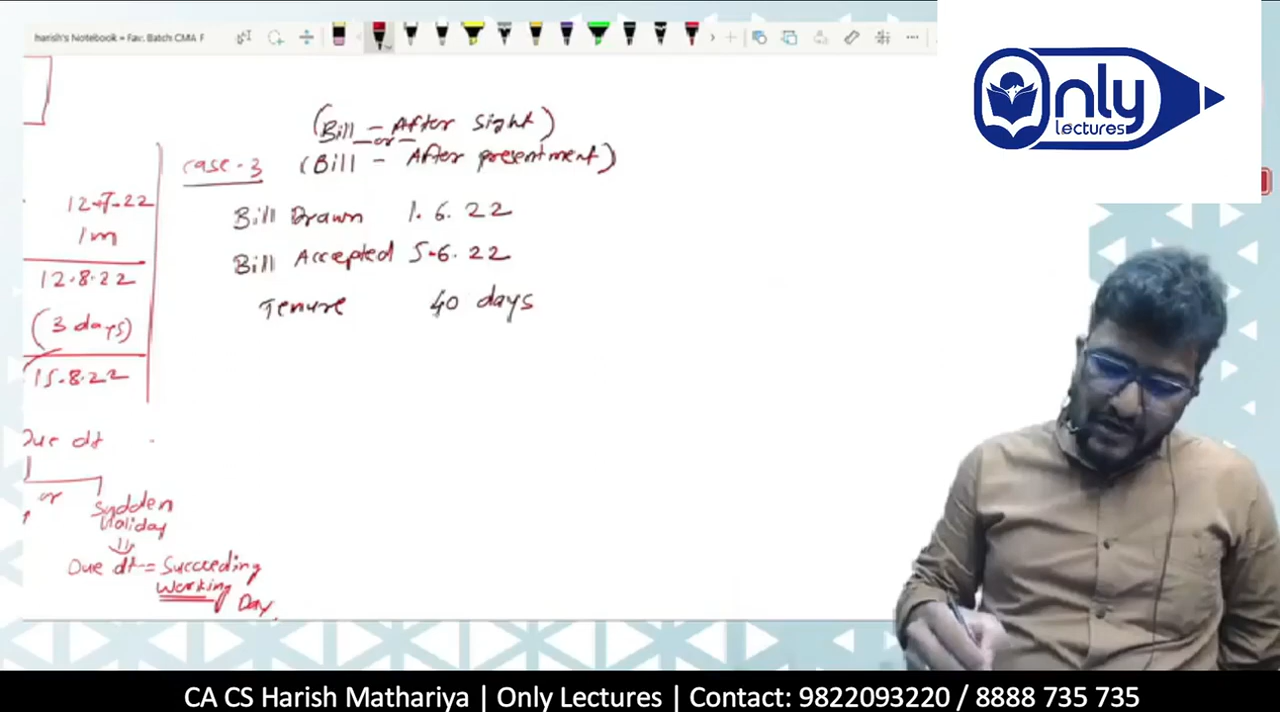 harish's Notebook » Fav. Batch CMA F
Only
lectures
(Bill - After Sight)
- or -
case - 3 (Bill - After presentment)
Bill Drawn 1.6.22
Bill Accepted 5.6.22
Tenure 40 days
12.7.22
1m
12.8.22
(3 days)
15.8.22
Due dt
or
Sudden
Holiday
Due dt = Succeeding
Working
Day.
CA CS Harish Mathariya | Only Lectures | Contact: 9822093220 / 8888 735 735